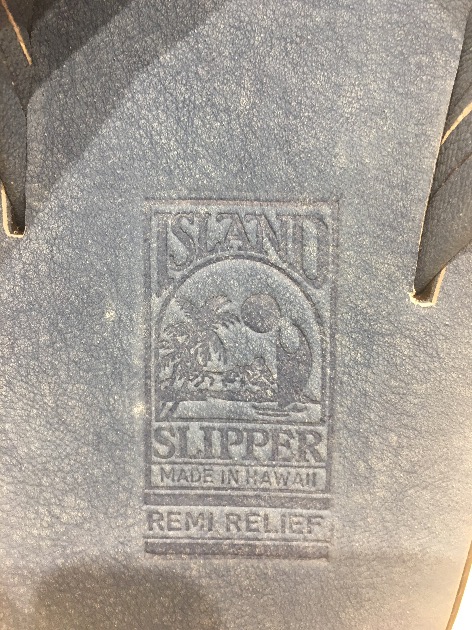 ISLAND
SLIPPER
MADE IN HAWAII
REMI RELIEF